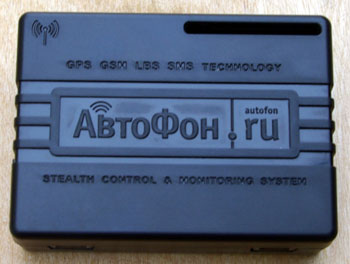 GPS GSM LBS SMS TECHNOLOGY
autofon
АвтоФон.ru
STEALTH CONTROL & MONITORING SYSTEM